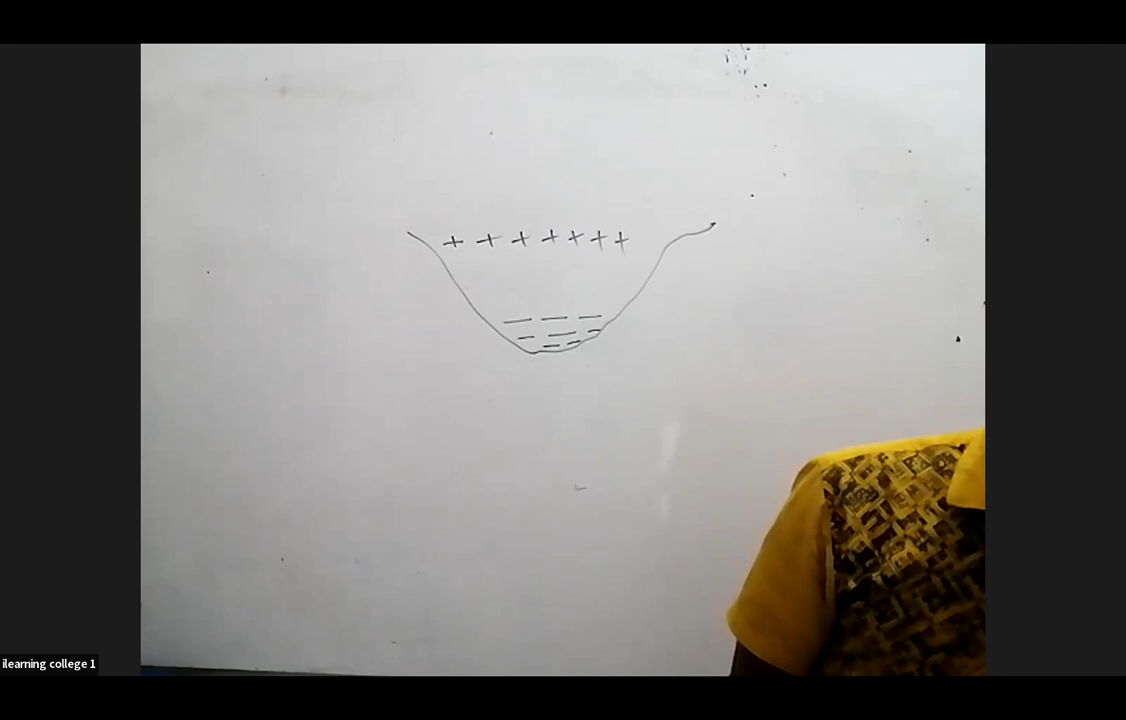 + + + + + + +
— — —
— — —
— —
ilearning college 1